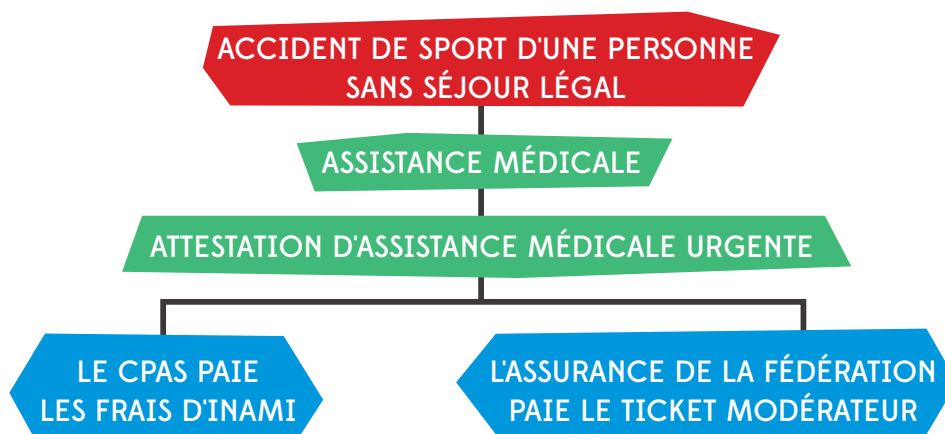 ACCIDENT DE SPORT D'UNE PERSONNE
SANS SÉJOUR LÉGAL
ASSISTANCE MÉDICALE
ATTESTATION D'ASSISTANCE MÉDICALE URGENTE
LE CPAS PAIE
LES FRAIS D'INAMI
L'ASSURANCE DE LA FÉDÉRATION
PAIE LE TICKET MODÉRATEUR